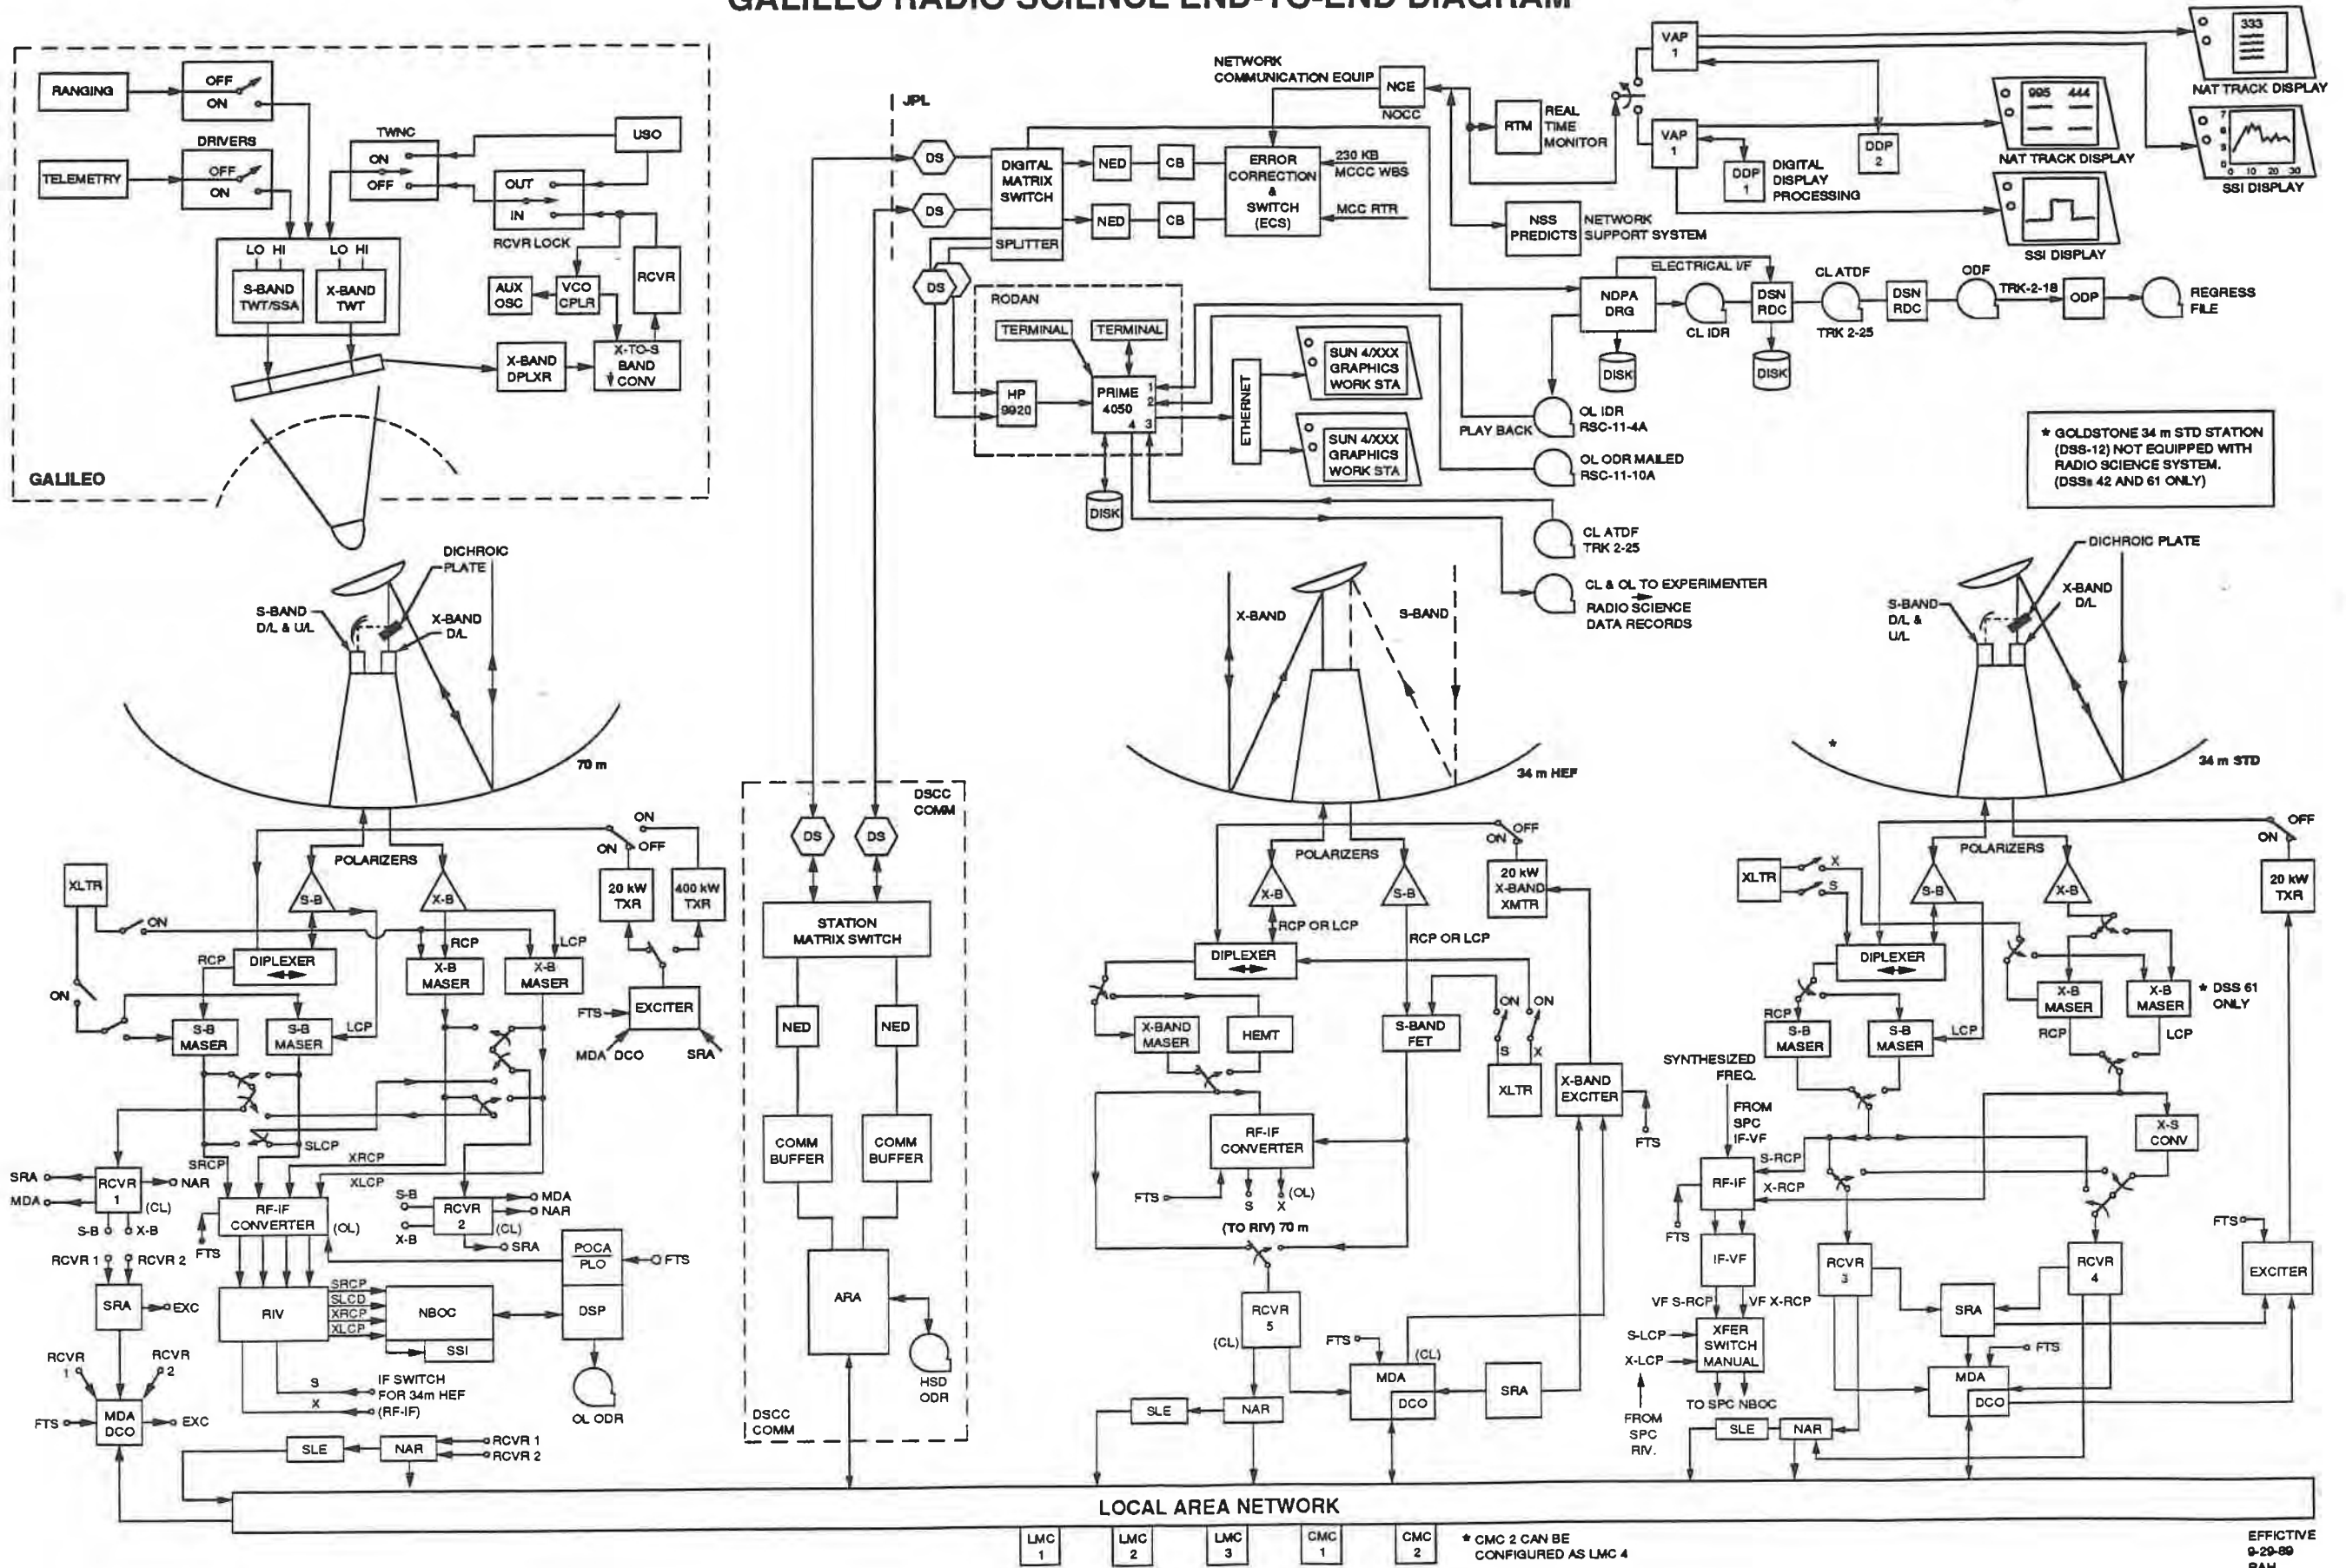 GALILEO RADIO SCIENCE END-TO-END DIAGRAM
RANGING
OFF
ON
DRIVERS
TELEMETRY
OFF
ON
TWNC
ON
OFF
USO
OUT
IN
RCVR LOCK
LO HI
LO HI
S-BAND
TWT/SSA
X-BAND
TWT
AUX
OSC
VCO
CPLR
RCVR
X-BAND
DPLXR
X-TO-S
BAND
CONV
GALILEO
JPL
DS
DS
DS
DIGITAL
MATRIX
SWITCH
SPLITTER
NED
CB
NED
CB
NETWORK
COMMUNICATION EQUIP
NCE
NOCC
ERROR
CORRECTION
&
SWITCH
(ECS)
230 KB
MCCC WBS
MCC RTR
RTM
REAL
TIME
MONITOR
NSS
PREDICTS
NETWORK
SUPPORT SYSTEM
VAP
1
VAP
1
DDP
1
DDP
2
DIGITAL
DISPLAY
PROCESSING
333
NAT TRACK DISPLAY
995 444
NAT TRACK DISPLAY
7
6
5
0
0 10 20 30
SSI DISPLAY
SSI DISPLAY
RODAN
TERMINAL
TERMINAL
HP
9920
PRIME
4050
1
2
4 3
DISK
ETHERNET
SUN 4/XXX
GRAPHICS
WORK STA
SUN 4/XXX
GRAPHICS
WORK STA
ELECTRICAL I/F
NDPA
DRG
DISK
CL IDR
DSN
RDC
DISK
CL ATDF
TRK 2-25
DSN
RDC
ODF
TRK-2-18
ODP
REGRESS
FILE
PLAY BACK
OL IDR
RSC-11-4A
OL ODR MAILED
RSC-11-10A
CL ATDF
TRK 2-25
CL & OL TO EXPERIMENTER
RADIO SCIENCE
DATA RECORDS
* GOLDSTONE 34 m STD STATION
(DSS-12) NOT EQUIPPED WITH
RADIO SCIENCE SYSTEM.
(DSSs 42 AND 61 ONLY)
DICHROIC
PLATE
S-BAND
D/L & U/L
X-BAND
D/L
70 m
POLARIZERS
ON
ON OFF
XLTR
ON
ON
S-B
X-B
20 kW
TXR
400 kW
TXR
RCP
DIPLEXER
RCP
LCP
X-B
MASER
X-B
MASER
S-B
MASER
S-B
MASER
LCP
FTS
EXCITER
MDA DCO
SRA
SLCP
SRCP
XRCP
XLCP
SRA
MDA
RCVR
1
NAR
(CL)
S-B X-B
RF-IF
CONVERTER
(OL)
FTS
S-B
X-B
RCVR
2
(CL)
MDA
NAR
SRA
RCVR 1 RCVR 2
SRA
EXC
POCA
PLO
FTS
DSP
RIV
SRCP
SLCD
XRCP
XLCP
NBOC
SSI
OL ODR
S
X
IF SWITCH
FOR 34m HEF
(RF-IF)
RCVR
1
RCVR
2
FTS
MDA
DCO
EXC
SLE
NAR
RCVR 1
RCVR 2
DSCC
COMM
DS
DS
STATION
MATRIX SWITCH
NED
NED
COMM
BUFFER
COMM
BUFFER
ARA
HSD
ODR
DSCC
COMM
X-BAND
S-BAND
34 m HEF
POLARIZERS
OFF
ON
X-B
S-B
20 kW
X-BAND
XMTR
RCP OR LCP
RCP OR LCP
DIPLEXER
X-BAND
MASER
HEMT
S-BAND
FET
ON ON
S X
XLTR
X-BAND
EXCITER
FTS
RF-IF
CONVERTER
FTS
S X
(OL)
(TO RIV) 70 m
RCVR
5
(CL)
FTS
(CL)
MDA
DCO
SRA
SLE
NAR
DICHROIC PLATE
S-BAND
D/L &
U/L
X-BAND
D/L
*
34 m STD
POLARIZERS
OFF
ON
XLTR
X
S
S-B
X-B
20 kW
TXR
DIPLEXER
X-B
MASER
X-B
MASER
* DSS 61
ONLY
RCP
S-B
MASER
S-B
MASER
LCP
RCP
LCP
SYNTHESIZED
FREQ.
FROM
SPC
IF-VF
X-S
CONV
S-RCP
X-RCP
RF-IF
FTS
IF-VF
RCVR
3
RCVR
4
FTS
EXCITER
VF S-RCP
VF X-RCP
SRA
S-LCP
X-LCP
XFER
SWITCH
MANUAL
FTS
MDA
DCO
TO SPC NBOC
FROM
SPC
RIV.
SLE
NAR
LOCAL AREA NETWORK
LMC
1
LMC
2
LMC
3
CMC
1
CMC
2
* CMC 2 CAN BE
CONFIGURED AS LMC 4
EFFICTIVE
9-29-89
RAH